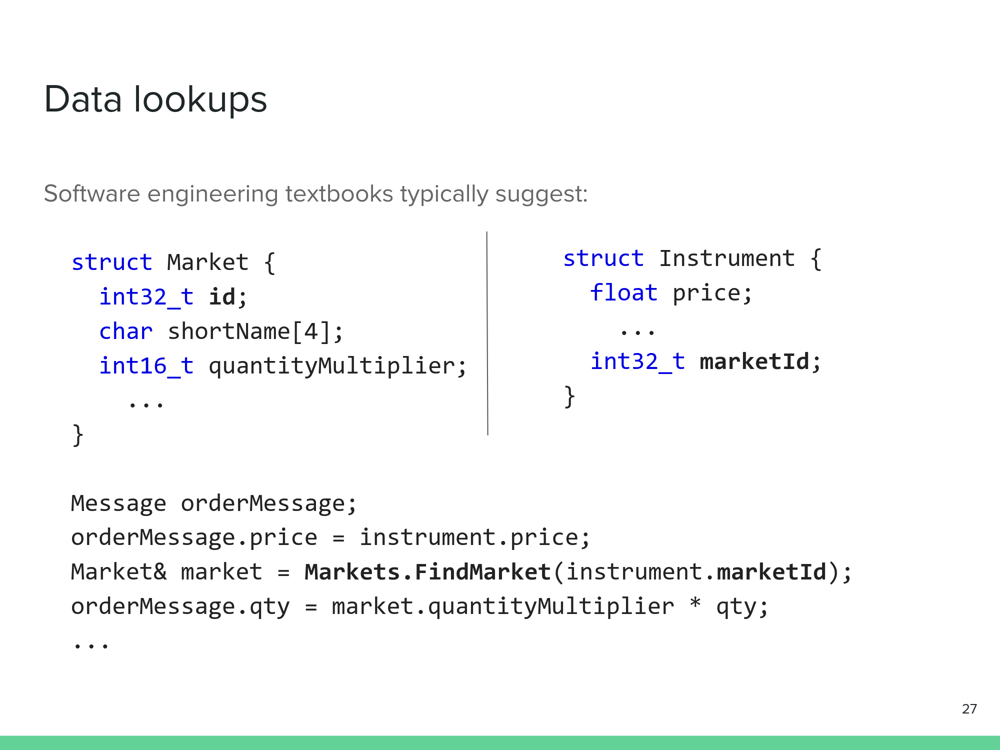 Data lookups
Software engineering textbooks typically suggest:
struct Market {
  int32_t id;
  char shortName[4];
  int16_t quantityMultiplier;
    ...
}
struct Instrument {
  float price;
    ...
  int32_t marketId;
}
Message orderMessage;
orderMessage.price = instrument.price;
Market& market = Markets.FindMarket(instrument.marketId);
orderMessage.qty = market.quantityMultiplier * qty;
...
27